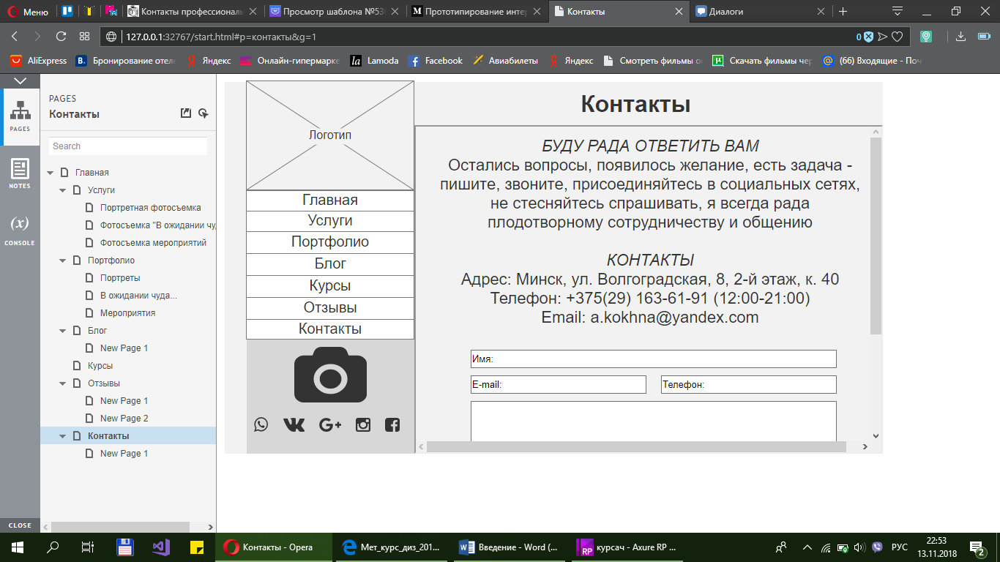 Меню
Контакты профессиональ
Просмотр шаблона №538
Прототипирование интер
Контакты
Диалоги
127.0.0.1:32767/start.html#p=контакты&g=1
0
AliExpress
B.
Бронирование отеле
Я
Яндекс
Онлайн-гипермарке
la
Lamoda
Facebook
Авиабилеты
Я
Яндекс
Смотреть фильмы о
Скачать фильмы чер
(66) Входящие - Поч
PAGES
Контакты
Search
PAGES
NOTES
(x)
CONSOLE
CLOSE
Главная
Услуги
Портретная фотосъемка
Фотосъемка "В ожидании чу
Фотосъемка мероприятий
Портфолио
Портреты
В ожидании чуда...
Мероприятия
Блог
New Page 1
Курсы
Отзывы
New Page 1
New Page 2
Контакты
New Page 1
Логотип
Главная
Услуги
Портфолио
Блог
Курсы
Отзывы
Контакты
Контакты
БУДУ РАДА ОТВЕТИТЬ ВАМ
Остались вопросы, появилось желание, есть задача -
пишите, звоните, присоединяйтесь в социальных сетях,
не стесняйтесь спрашивать, я всегда рада
плодотворному сотрудничеству и общению
КОНТАКТЫ
Адрес: Минск, ул. Волгоградская, 8, 2-й этаж, к. 40
Телефон: +375(29) 163-61-91 (12:00-21:00)
Email: a.kokhna@yandex.com
Имя:
E-mail:
Телефон:
Контакты - Opera
Мет_курс_диз_201...
Введение - Word (...
RP
курсач - Axure RP ...
РУС
22:53
13.11.2018
2